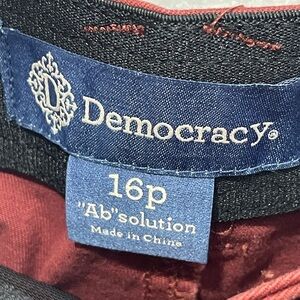 D
Democracy®
16p
"Ab"solution
Made in China